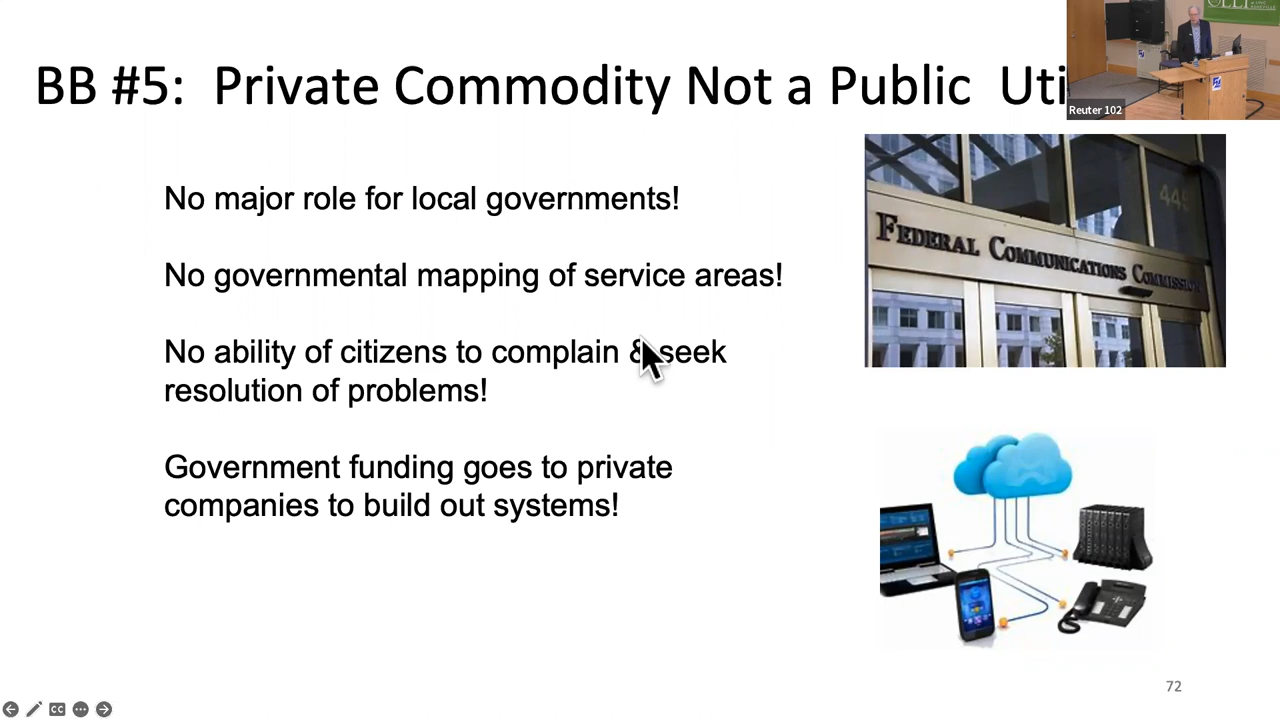 BB #5:  Private Commodity Not a Public  Uti
Reuter 102
No major role for local governments!
449
FEDERAL COMMUNICATIONS COMMISSION
No governmental mapping of service areas!
No ability of citizens to complain & seek
resolution of problems!
Government funding goes to private
companies to build out systems!
72
CC